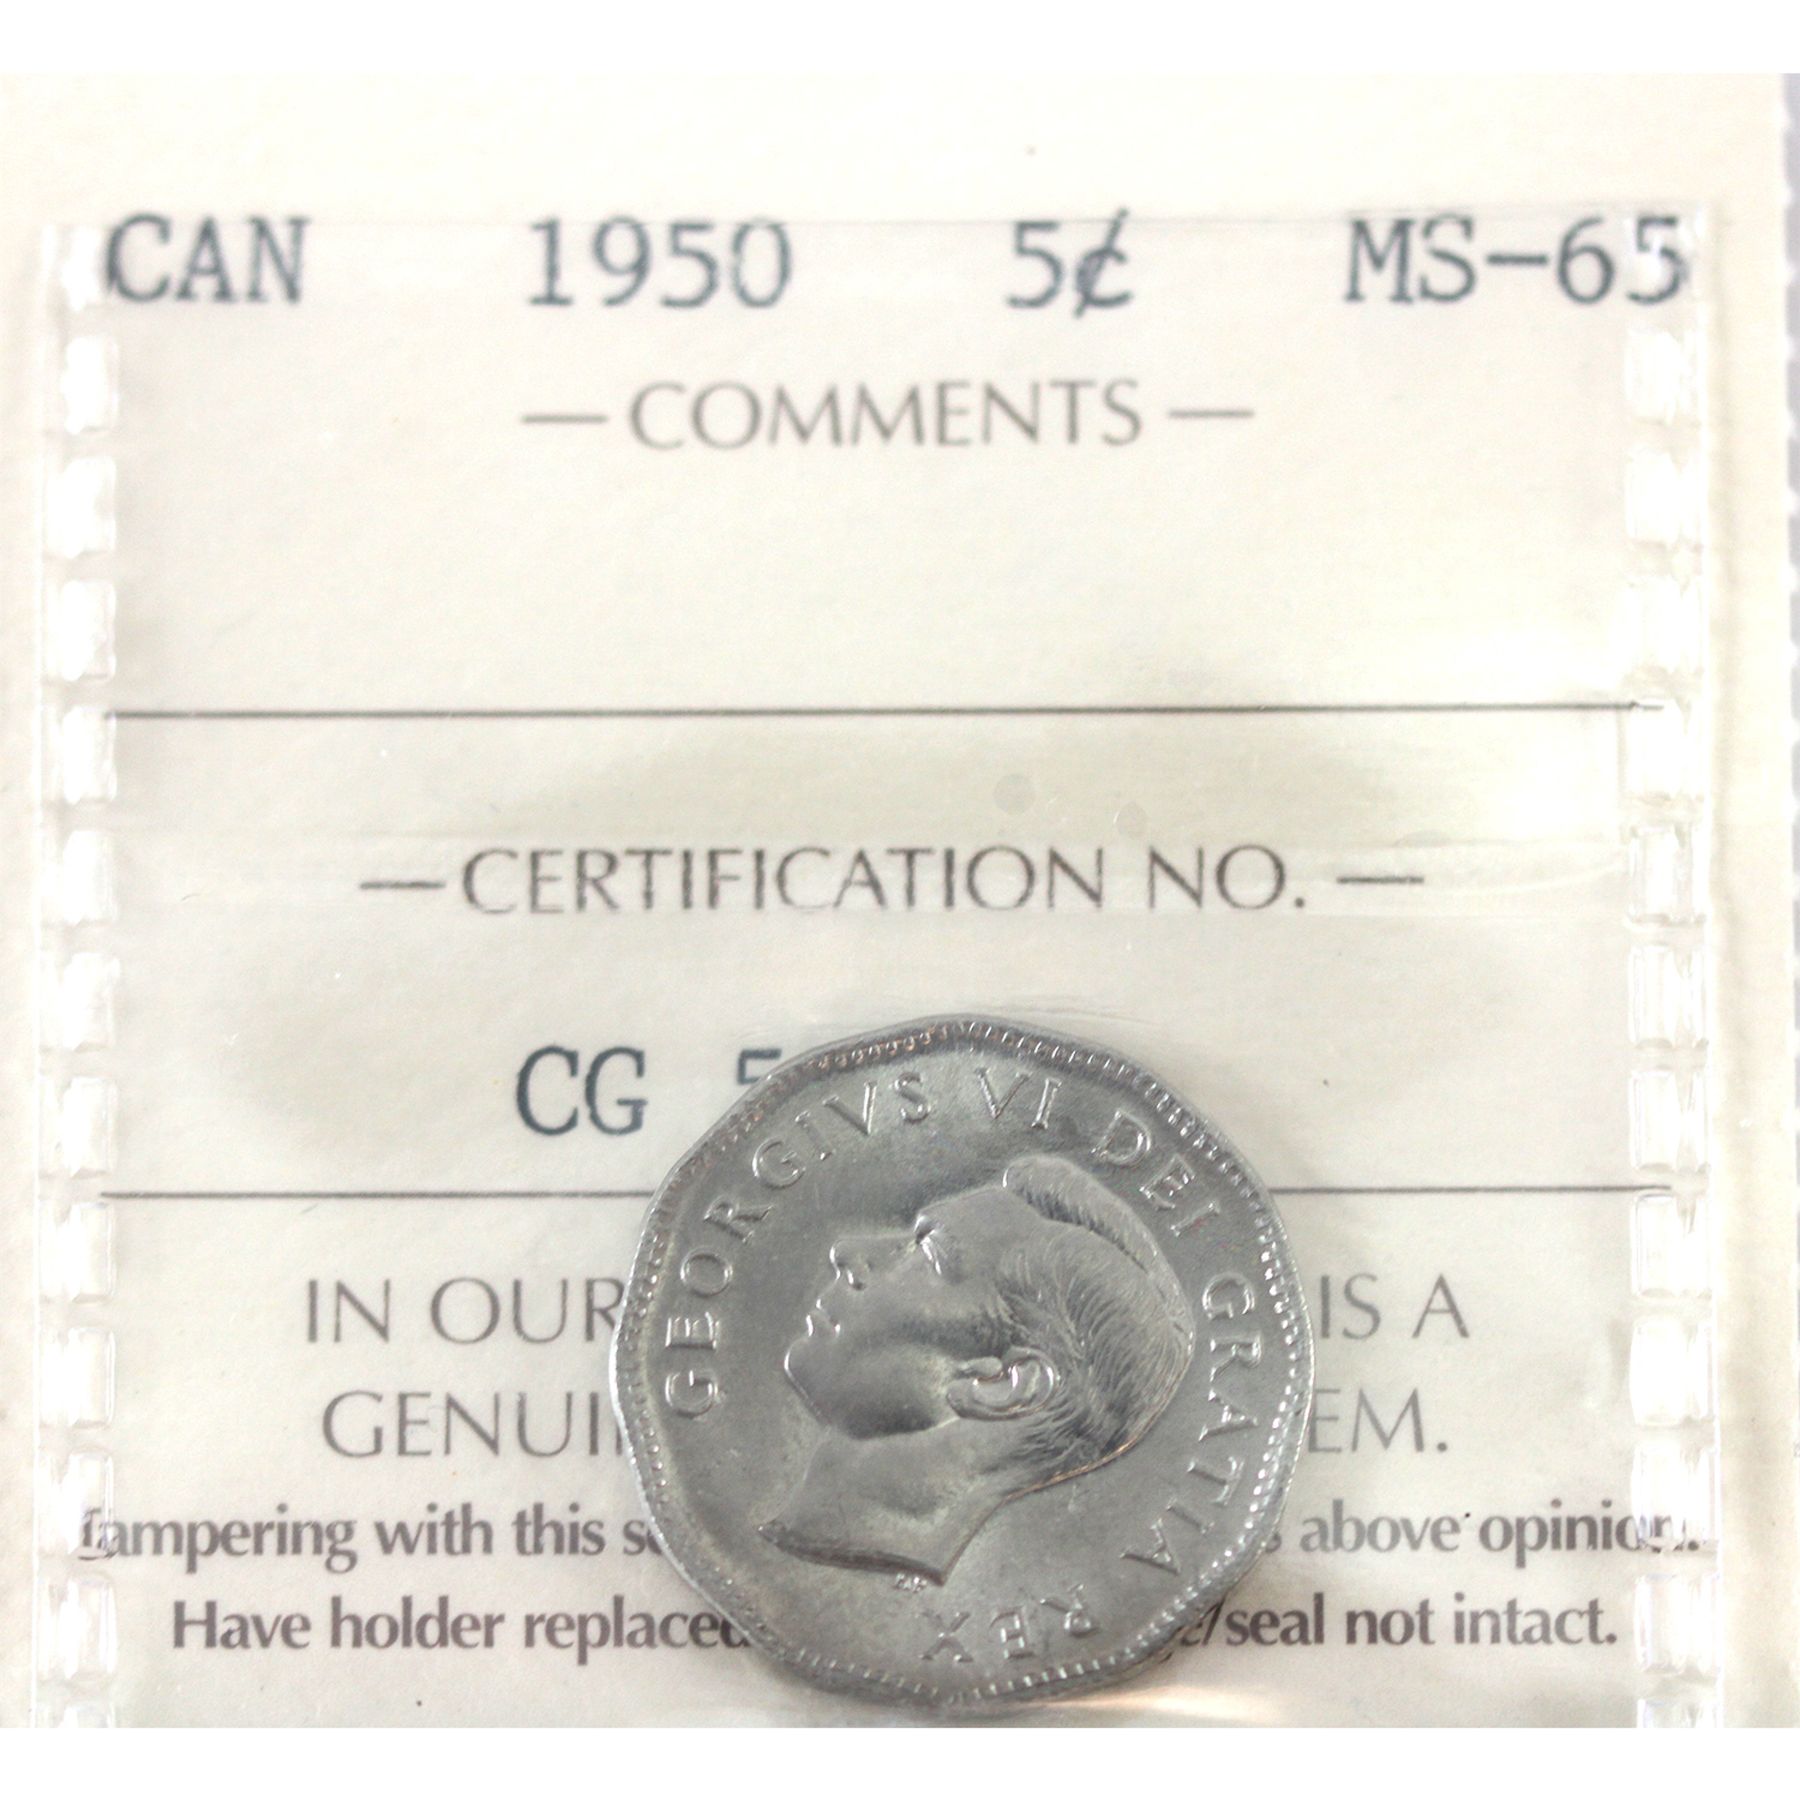 CAN 1950 5¢ MS-65
— COMMENTS —
— CERTIFICATION NO. —
CG
GEORGIVS VI DEI GRATIA REX
HP
IN OUR IS A
GENUI EM.
Tampering with this s above opinion.
Have holder replaced /seal not intact.